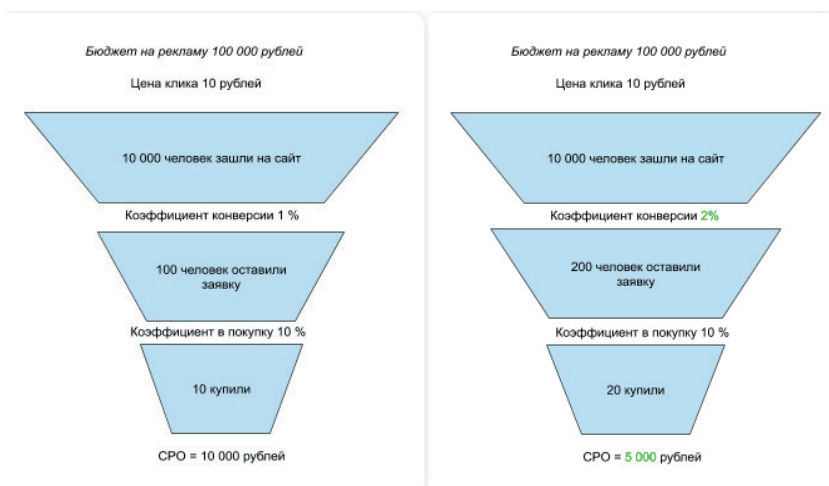 Бюджет на рекламу 100 000 рублей
Цена клика 10 рублей
10 000 человек зашли на сайт
Коэффициент конверсии 1 %
100 человек оставили
заявку
Коэффициент в покупку 10 %
10 купили
CPO = 10 000 рублей
Бюджет на рекламу 100 000 рублей
Цена клика 10 рублей
10 000 человек зашли на сайт
Коэффициент конверсии 2%
200 человек оставили
заявку
Коэффициент в покупку 10 %
20 купили
CPO = 5 000 рублей